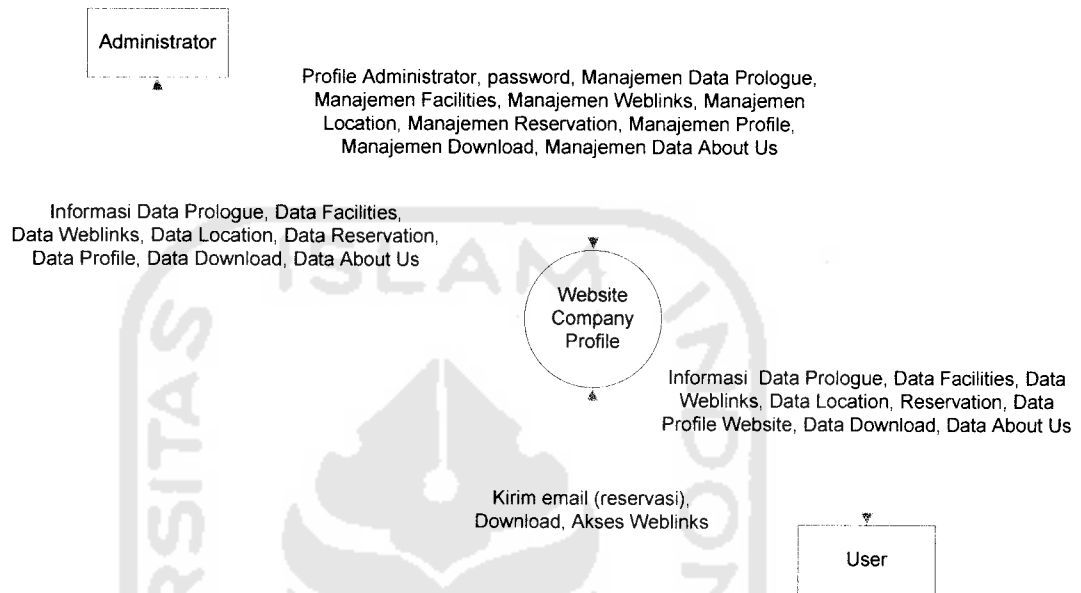 Administrator
Profile Administrator, password, Manajemen Data Prologue,
Manajemen Facilities, Manajemen Weblinks, Manajemen
Location, Manajemen Reservation, Manajemen Profile,
Manajemen Download, Manajemen Data About Us
Informasi Data Prologue, Data Facilities,
Data Weblinks, Data Location, Data Reservation,
Data Profile, Data Download, Data About Us
ISLAM
Website
Company
Profile
Informasi Data Prologue, Data Facilities, Data
Weblinks, Data Location, Reservation, Data
Profile Website, Data Download, Data About Us
Kirim email (reservasi),
Download, Akses Weblinks
User